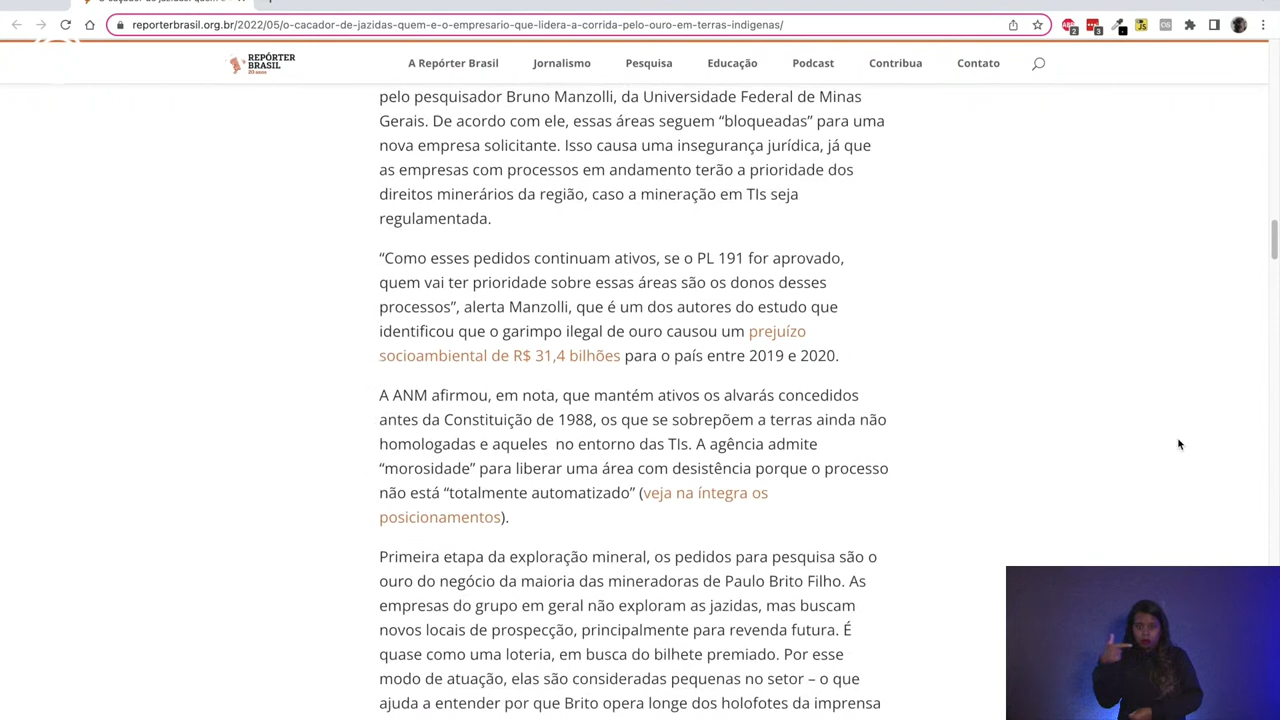 reporterbrasil.org.br/2022/05/o-cacador-de-jazidas-quem-e-o-empresario-que-lidera-a-corrida-pelo-ouro-em-terras-indigenas/
2
3
REPÓRTER
BRASIL
20 anos
A Repórter Brasil
Jornalismo
Pesquisa
Educação
Podcast
Contribua
Contato
pelo pesquisador Bruno Manzolli, da Universidade Federal de Minas
Gerais. De acordo com ele, essas áreas seguem “bloqueadas” para uma
nova empresa solicitante. Isso causa uma insegurança jurídica, já que
as empresas com processos em andamento terão a prioridade dos
direitos minerários da região, caso a mineração em TIs seja
regulamentada.
“Como esses pedidos continuam ativos, se o PL 191 for aprovado,
quem vai ter prioridade sobre essas áreas são os donos desses
processos”, alerta Manzolli, que é um dos autores do estudo que
identificou que o garimpo ilegal de ouro causou um prejuízo
socioambiental de R$ 31,4 bilhões para o país entre 2019 e 2020.
A ANM afirmou, em nota, que mantém ativos os alvarás concedidos
antes da Constituição de 1988, os que se sobrepõem a terras ainda não
homologadas e aqueles  no entorno das TIs. A agência admite
“morosidade” para liberar uma área com desistência porque o processo
não está “totalmente automatizado” (veja na íntegra os
posicionamentos).
Primeira etapa da exploração mineral, os pedidos para pesquisa são o
ouro do negócio da maioria das mineradoras de Paulo Brito Filho. As
empresas do grupo em geral não exploram as jazidas, mas buscam
novos locais de prospecção, principalmente para revenda futura. É
quase como uma loteria, em busca do bilhete premiado. Por esse
modo de atuação, elas são consideradas pequenas no setor – o que
ajuda a entender por que Brito opera longe dos holofotes da imprensa